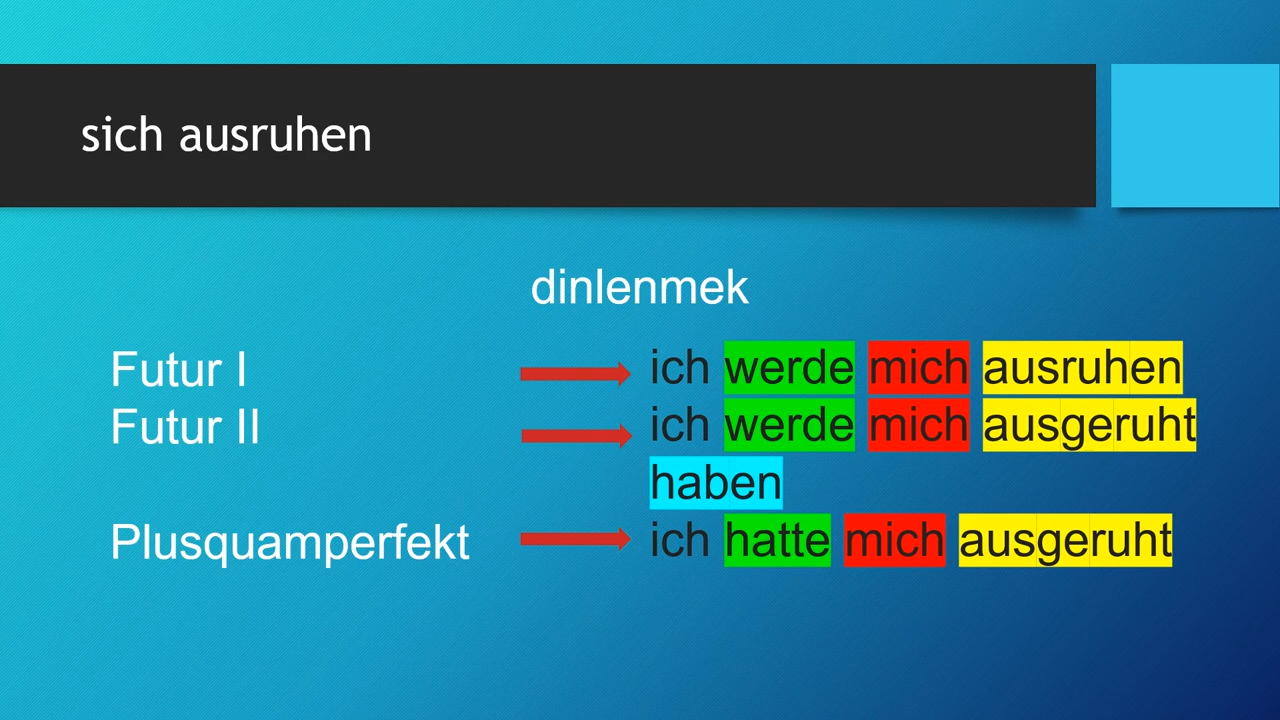 sich ausruhen
dinlenmek
Futur I ich werde mich ausruhen
Futur II ich werde mich ausgeruht
haben
Plusquamperfekt ich hatte mich ausgeruht